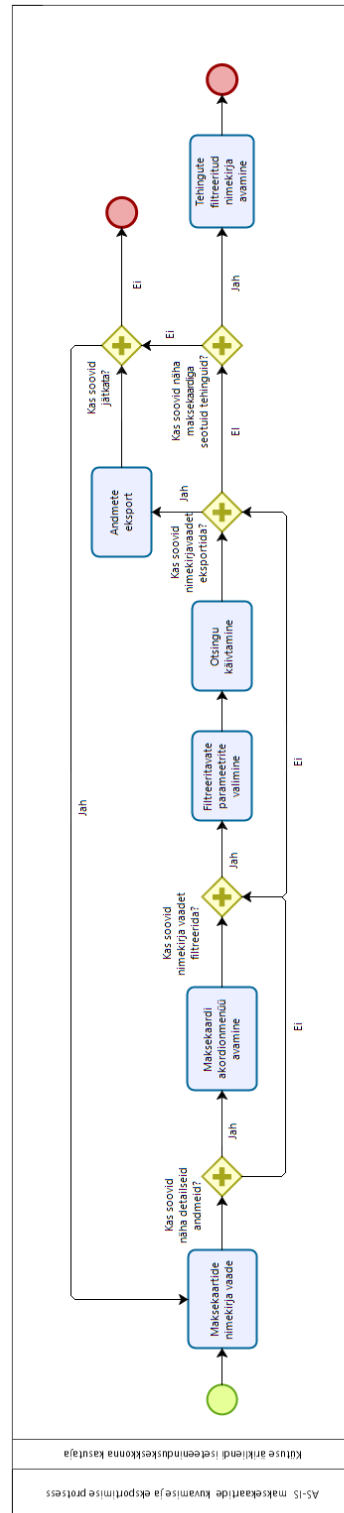 AS-IS maksekaartide kuvamise ja eksportimise protsess
Kütuse ärikliendi iseteeninduskeskkonna kasutaja
Maksekaartide
nimekirja vaade
Kas soovid
näha detailseid
andmeid?
Jah
Ei
Maksekaardi
akordionmenüü
avamine
Kas soovid
nimekirja vaadet
filtreerida?
Jah
Ei
Filtreeritavate
parameetrite
valimine
Otsingu
käivtamine
Kas soovid
nimekirjavaadet
eksportida?
Jah
Ei
Andmete
eksport
Kas soovid
jätkata?
Jah
Ei
Kas soovid näha
maksekaardiga
seotuid tehinguid?
Ei
Jah
Tehingute
filtreeritud
nimekirja
avamine